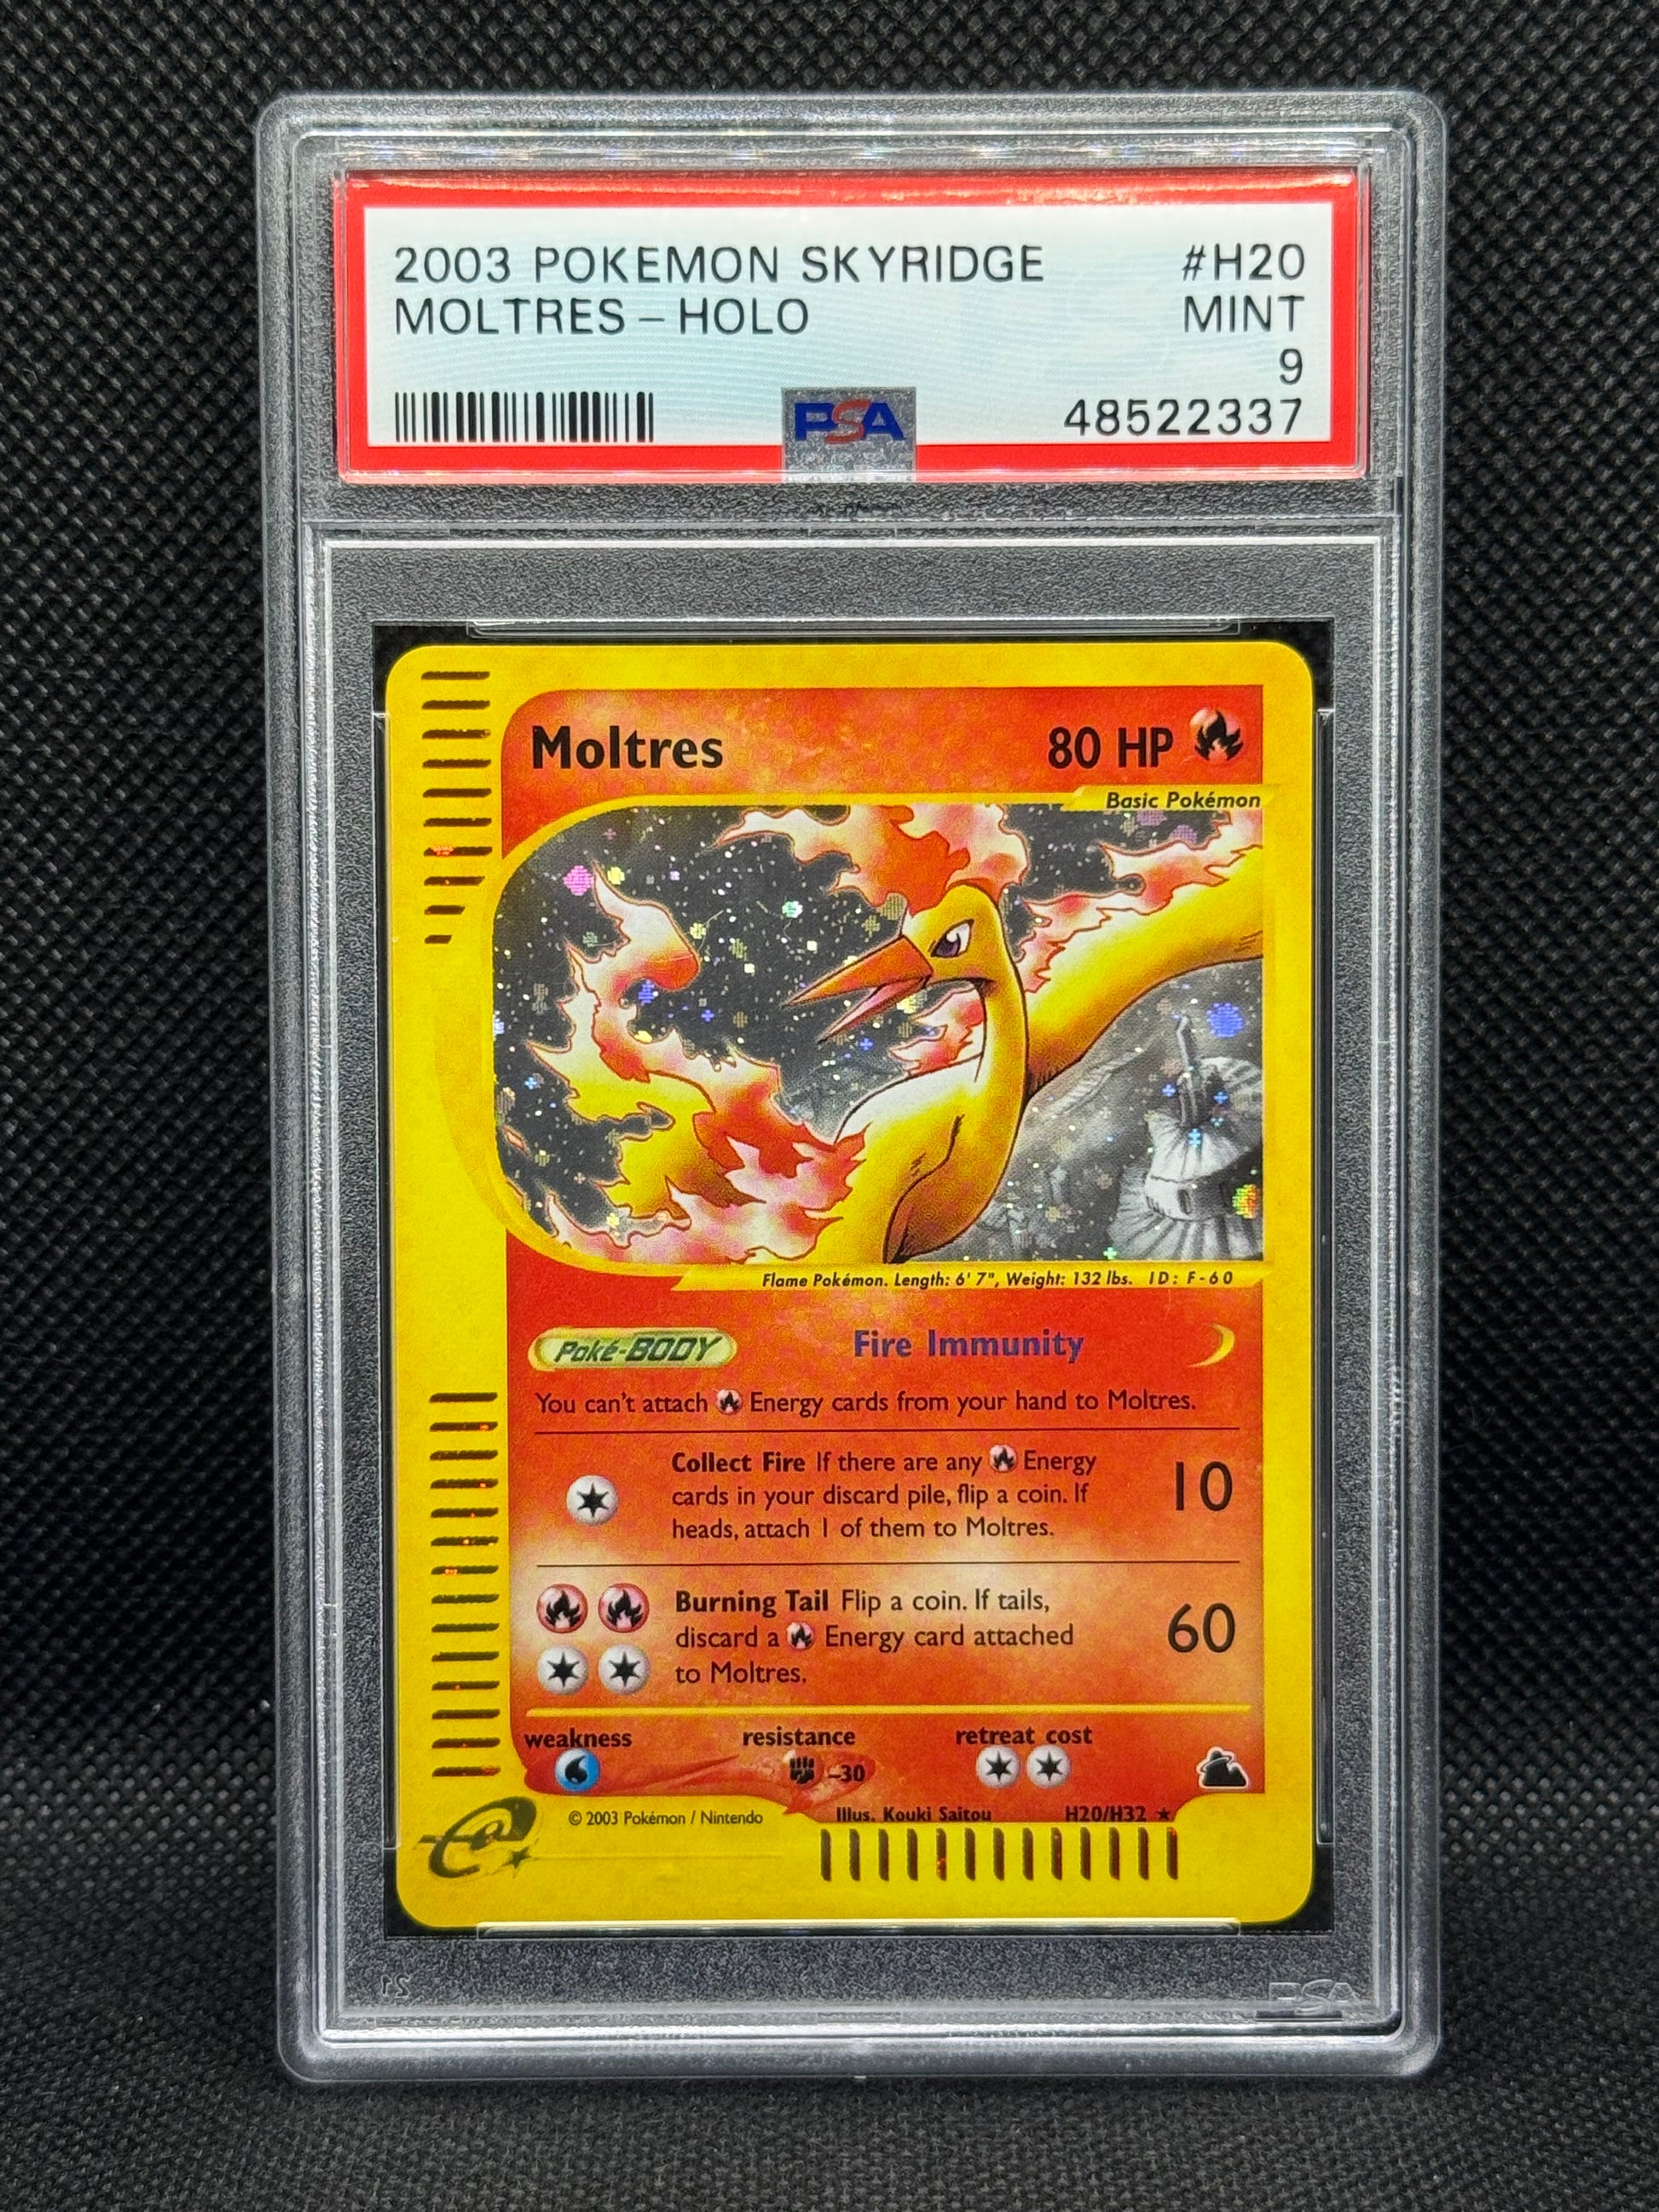 2003 POKEMON SKYRIDGE #H20
MOLTRES – HOLO MINT
9
PSA 48522337
Moltres 80 HP
Basic Pokémon
Flame Pokémon. Length: 6' 7", Weight: 132 lbs. ID: F-60
Poké-BODY Fire Immunity
You can't attach Energy cards from your hand to Moltres.
Collect Fire If there are any Energy
cards in your discard pile, flip a coin. If
heads, attach 1 of them to Moltres.
10
Burning Tail Flip a coin. If tails,
discard a Energy card attached
to Moltres.
60
weakness resistance retreat cost
-30
© 2003 Pokémon / Nintendo Illus. Kouki Saitou H20/H32 ★
e
21 PSA